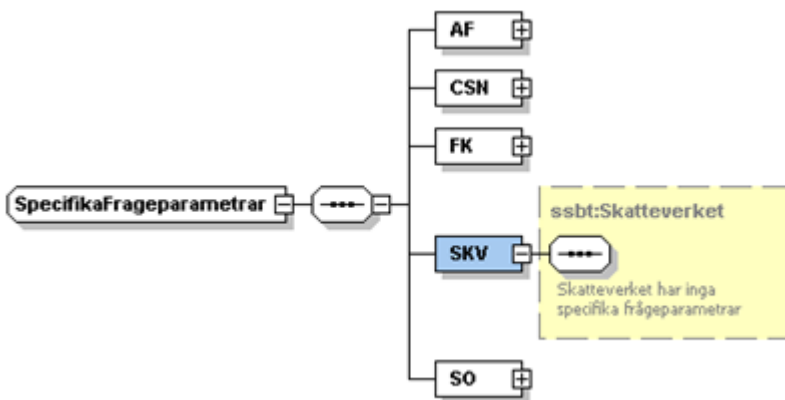 AF
CSN
FK
SpecifikaFrageparametrar
ssbt:Skatteverket
SKV
Skatteverket har inga
specifika frågeparametrar
SO